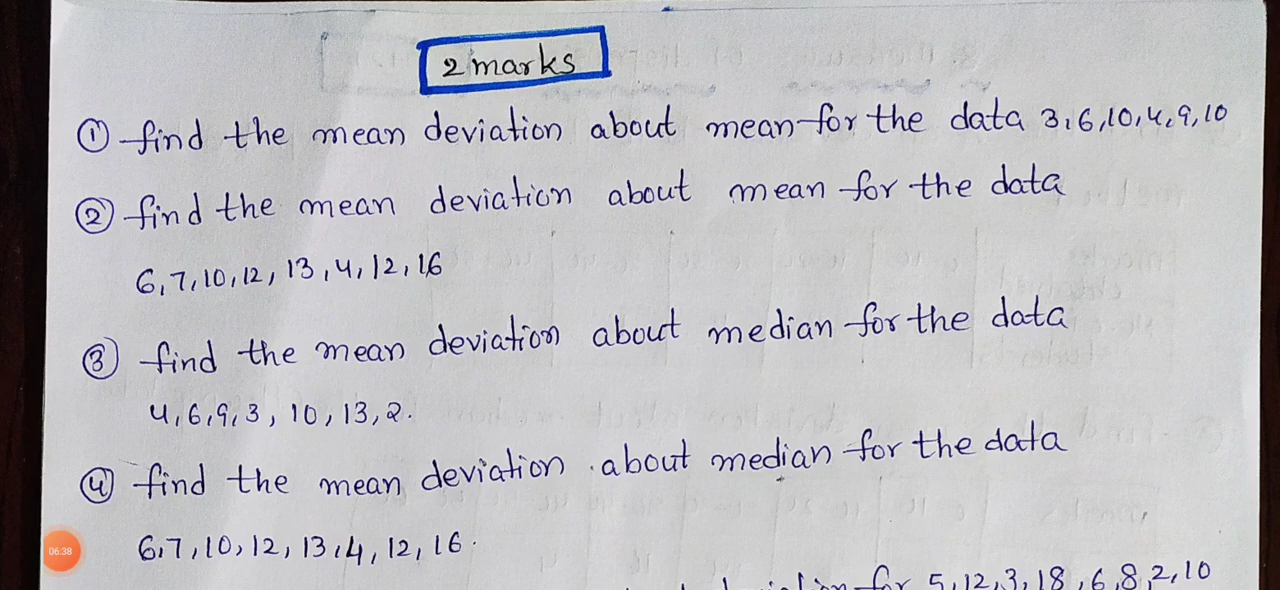 2 marks
① find the mean deviation about mean for the data 3,6,10,4,9,10
② find the mean deviation about mean for the data
6,7,10,12,13,4,12,16
③ find the mean deviation about median for the data
4,6,9,3,10,13,2.
④ find the mean deviation about median for the data
6,7,10,12,13,4,12,16.
06:38
for 5,12,3,18,6,8,2,10